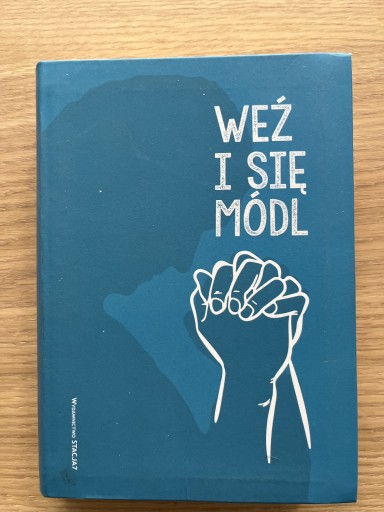 WEŹ
I SIĘ
MÓDL
WYDAWNICTWO STACJA7